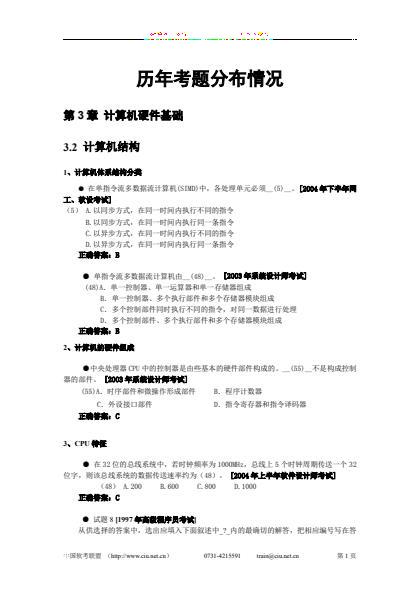 历年考题分布情况
第 3 章  计算机硬件基础
3.2  计算机结构
1、计算机体系结构分类
● 在单指令流多数据流计算机(SIMD)中，各处理单元必须__(5)__。[2004年下半年网
工、软设考试]
(5)  A.以同步方式，在同一时间内执行不同的指令
B.以同步方式，在同一时间内执行同一条指令
C.以异步方式，在同一时间内执行不同的指令
D.以异步方式，在同一时间内执行同一条指令
正确答案：B
● 单指令流多数据流计算机由__(48)__。 [2003年系统设计师考试]
(48)A. 单一控制器、单一运算器和单一存储器组成
B. 单一控制器、多个执行部件和多个存储器模块组成
C. 多个控制部件同时执行不同的指令，对同一数据进行处理
D. 多个控制部件、多个执行部件和多个存储器模块组成
正确答案：B
2、计算机的硬件组成
●中央处理器 CPU 中的控制器是由些基本的硬件部件构成的。__(55)__不是构成控制
器的部件。 [2003年系统设计师考试]
(55)A. 时序部件和微操作形成部件    B. 程序计数器
C. 外设接口部件    D. 指令寄存器和指令译码器
正确答案：C
3、CPU 特征
● 在 32 位的总线系统中，若时钟频率为 1000MHz，总线上 5 个时钟周期传送一个 32
位字，则该总线系统的数据传送速率约为（48）。 [2004年上半年软件设计师考试]
（48） A.200    B.600    C.800    D.1000
正确答案：C
● 试题 8 [1997 年高级程序员考试]
从供选择的答案中，选出应填入下面叙述中_?_内的最确切的解答，把相应编号写在答
中国软考联盟 （http://www.ciu.net.cn）    0731-4215591    train@csu.net.cn    第 1 页